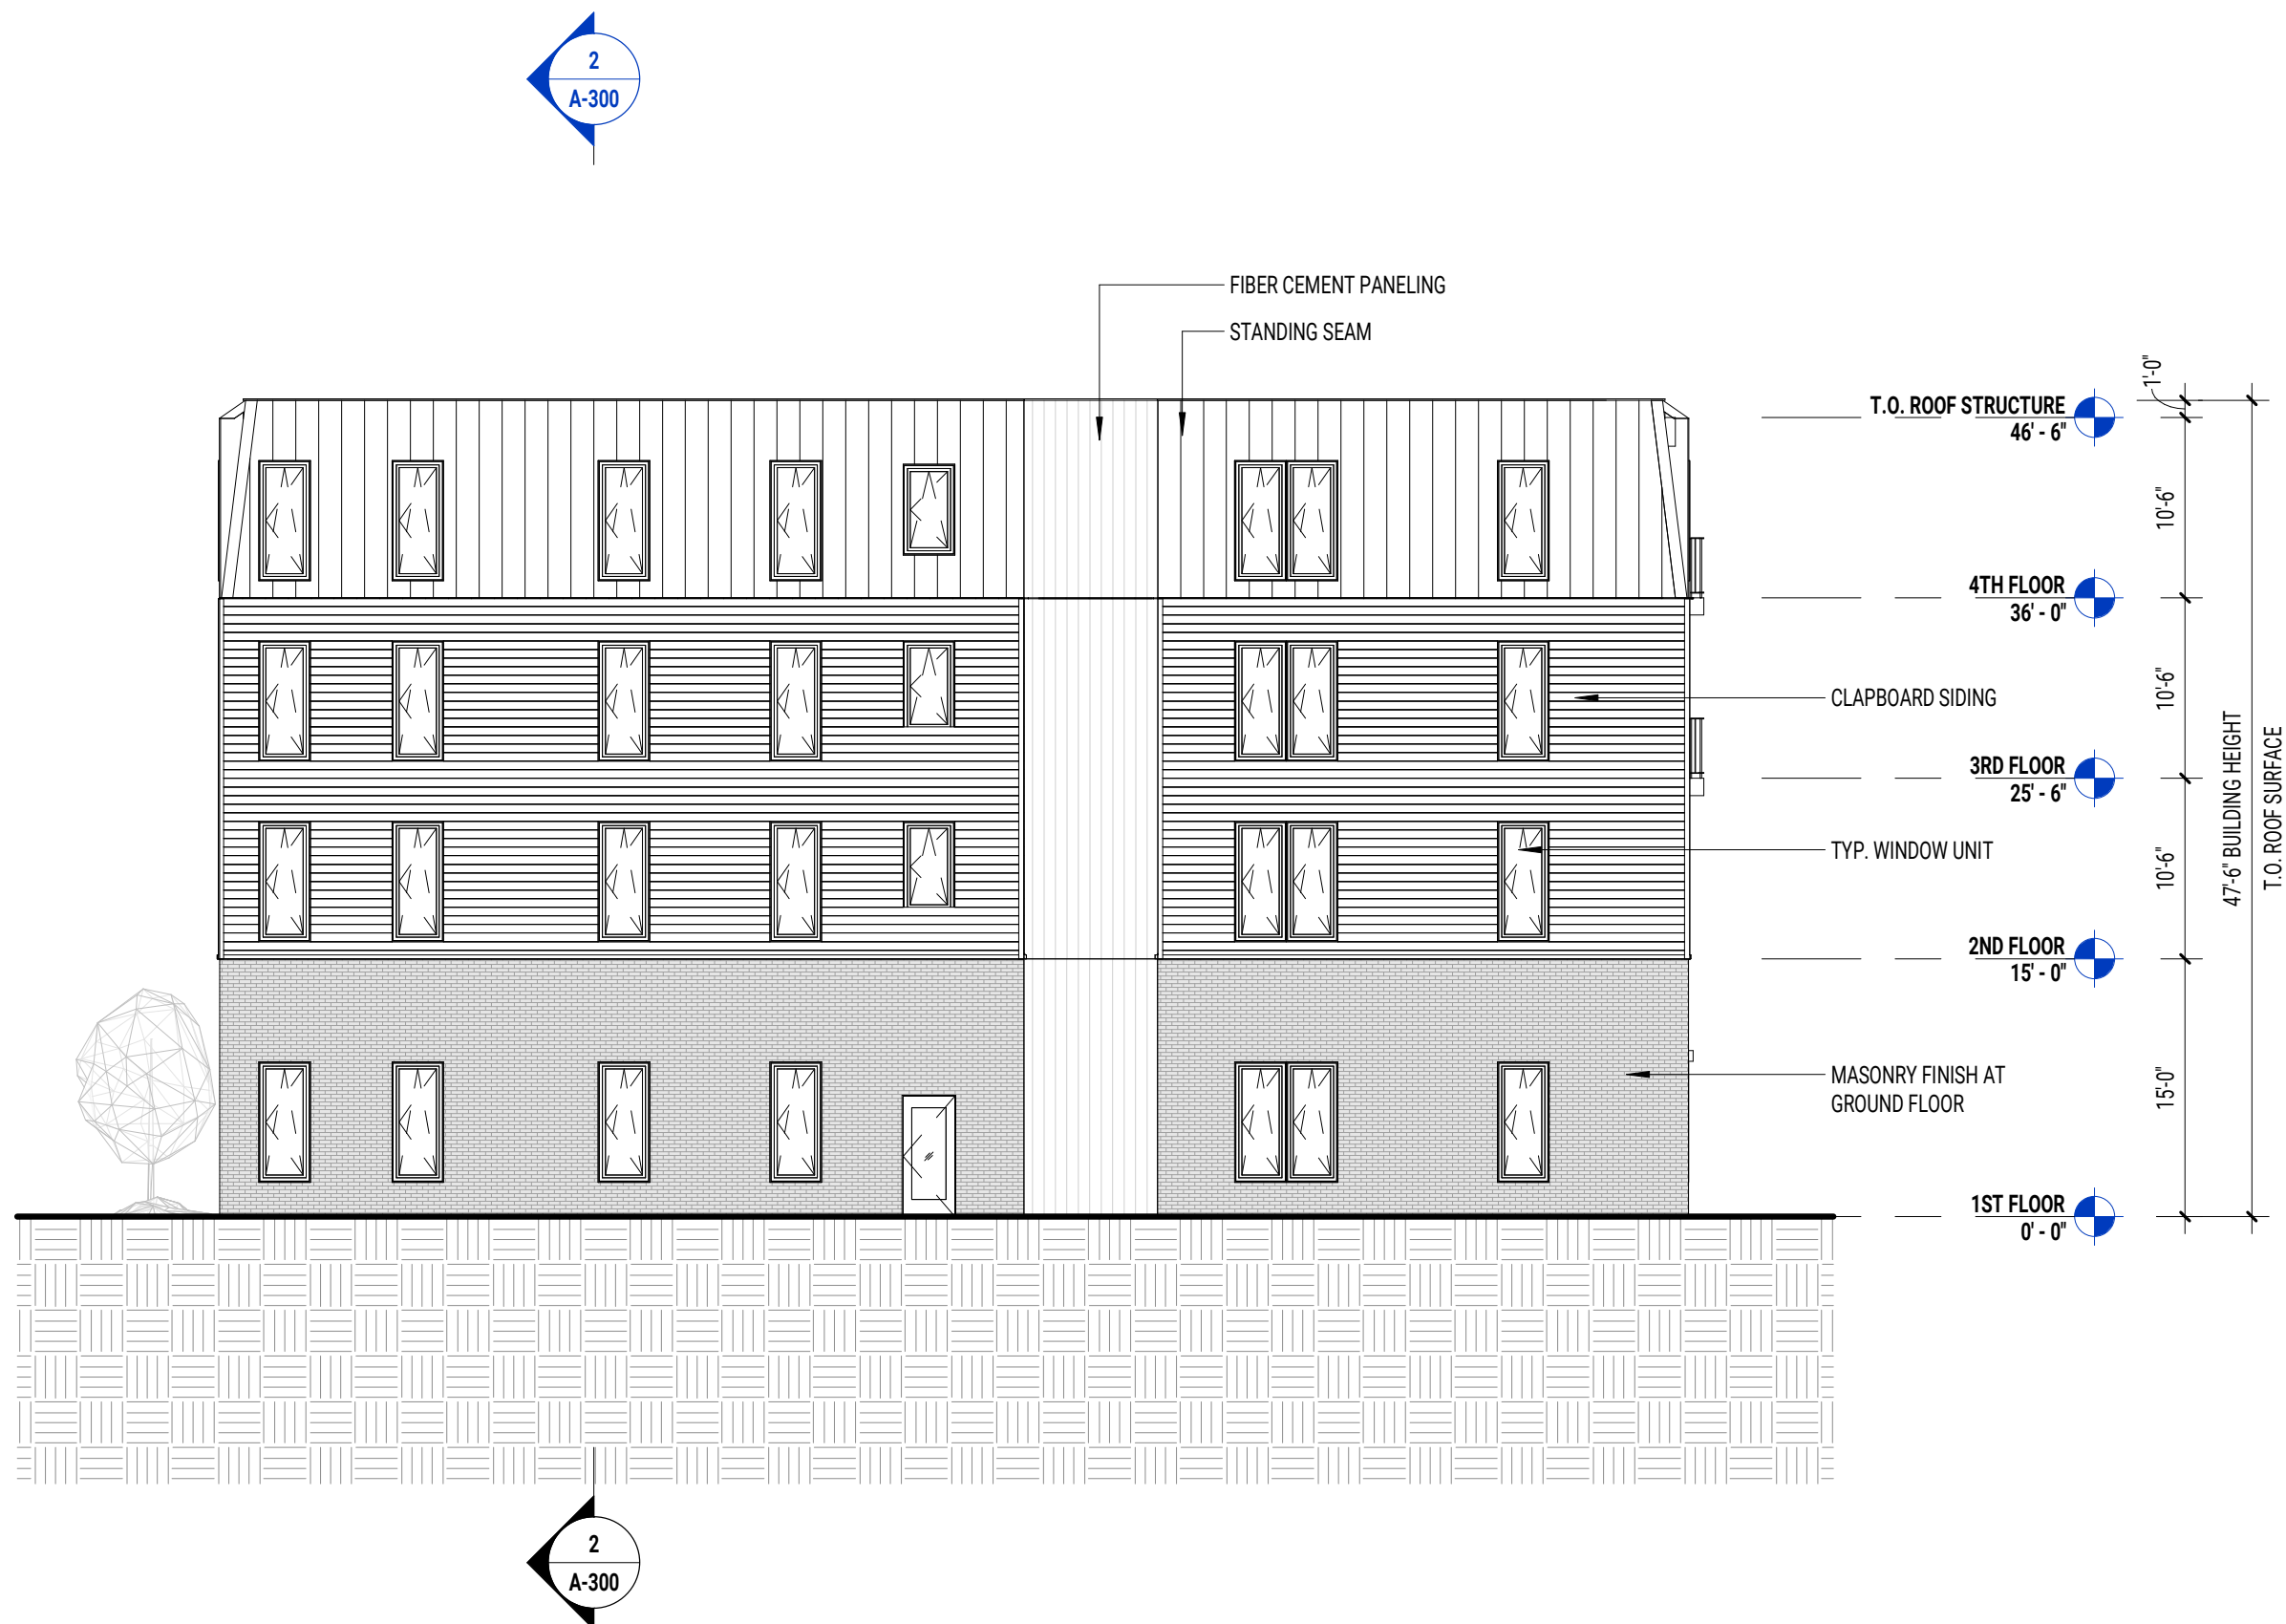 2
A-300
FIBER CEMENT PANELING
STANDING SEAM
1'-0"
T.O. ROOF STRUCTURE
46' - 6"
10'-6"
4TH FLOOR
36' - 0"
CLAPBOARD SIDING
10'-6"
3RD FLOOR
25' - 6"
47'-6" BUILDING HEIGHT
T.O. ROOF SURFACE
TYP. WINDOW UNIT
10'-6"
2ND FLOOR
15' - 0"
MASONRY FINISH AT
GROUND FLOOR
15'-0"
1ST FLOOR
0' - 0"
2
A-300